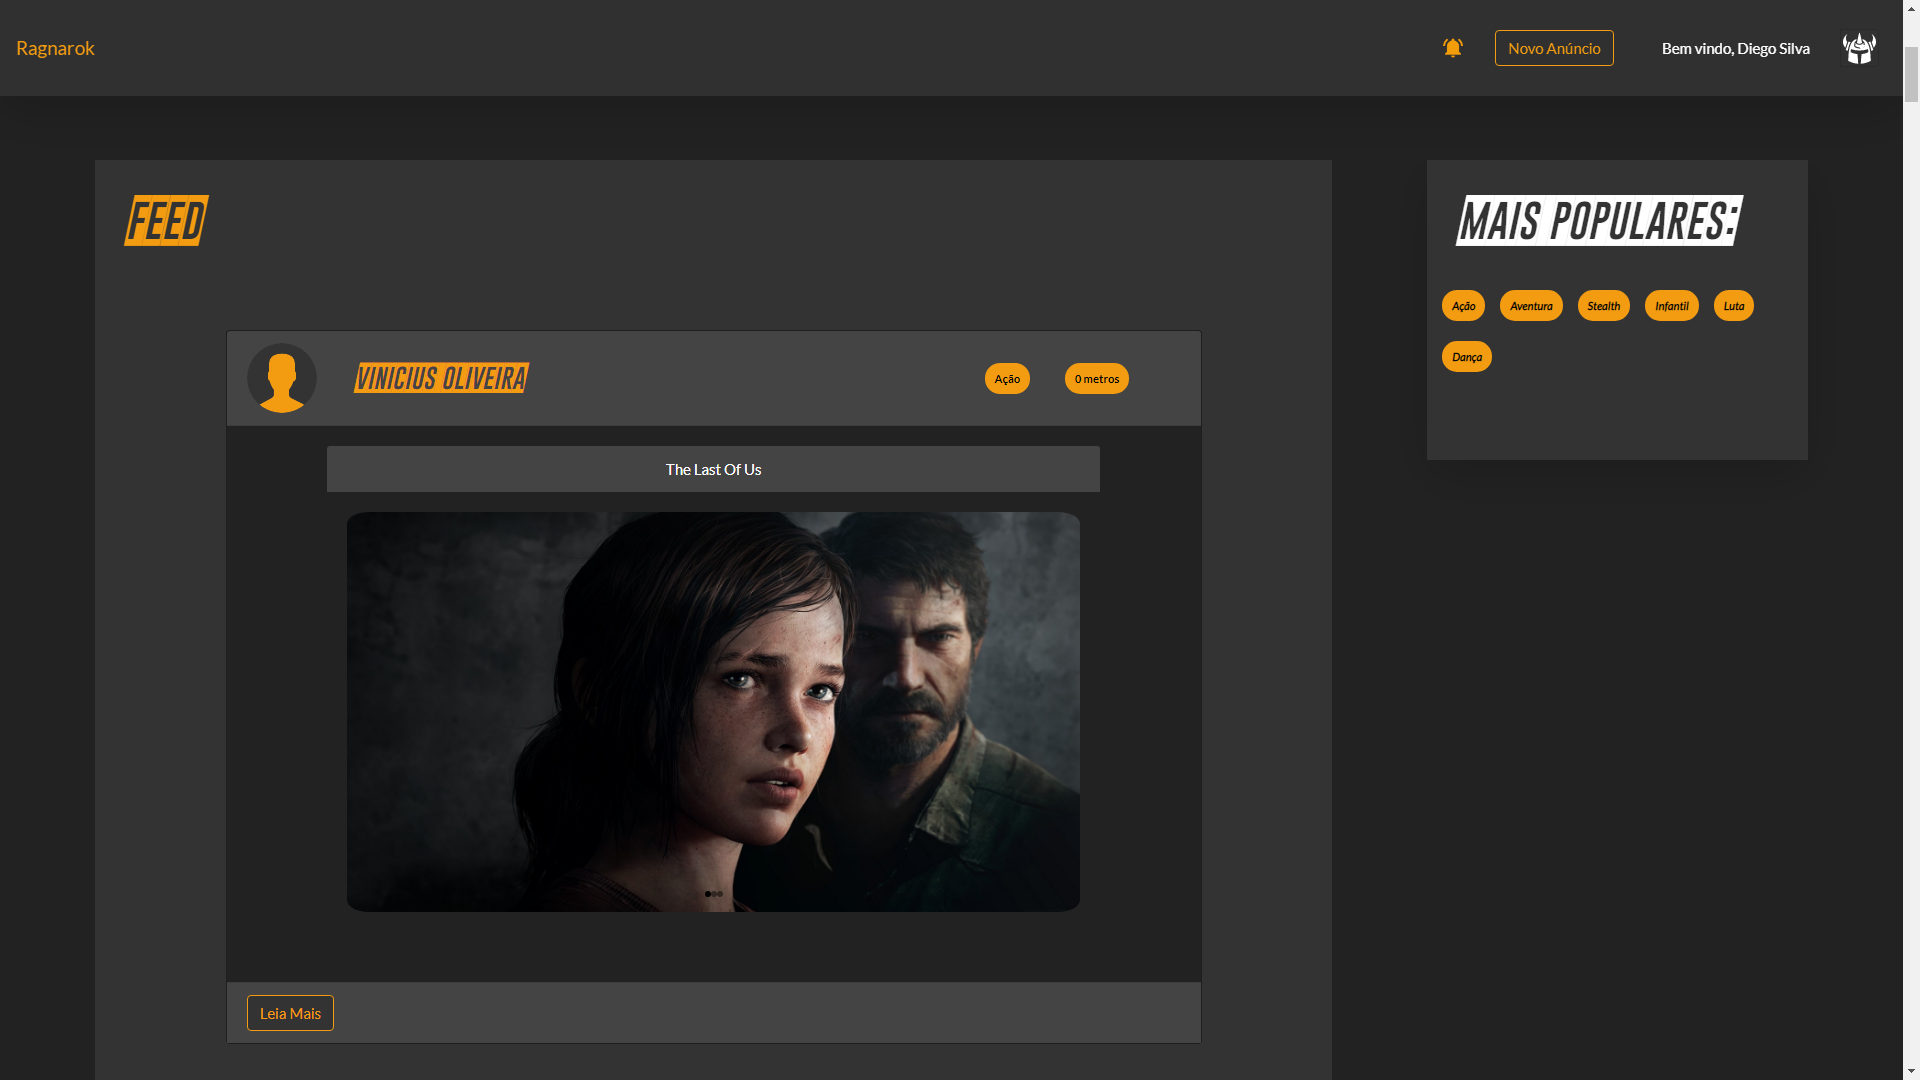 Ragnarok
Novo Anúncio
Bem vindo, Diego Silva
FEED
VINICIUS OLIVEIRA
Ação
0 metros
The Last Of Us
Leia Mais
MAIS POPULARES:
Ação Aventura Stealth Infantil Luta
Dança